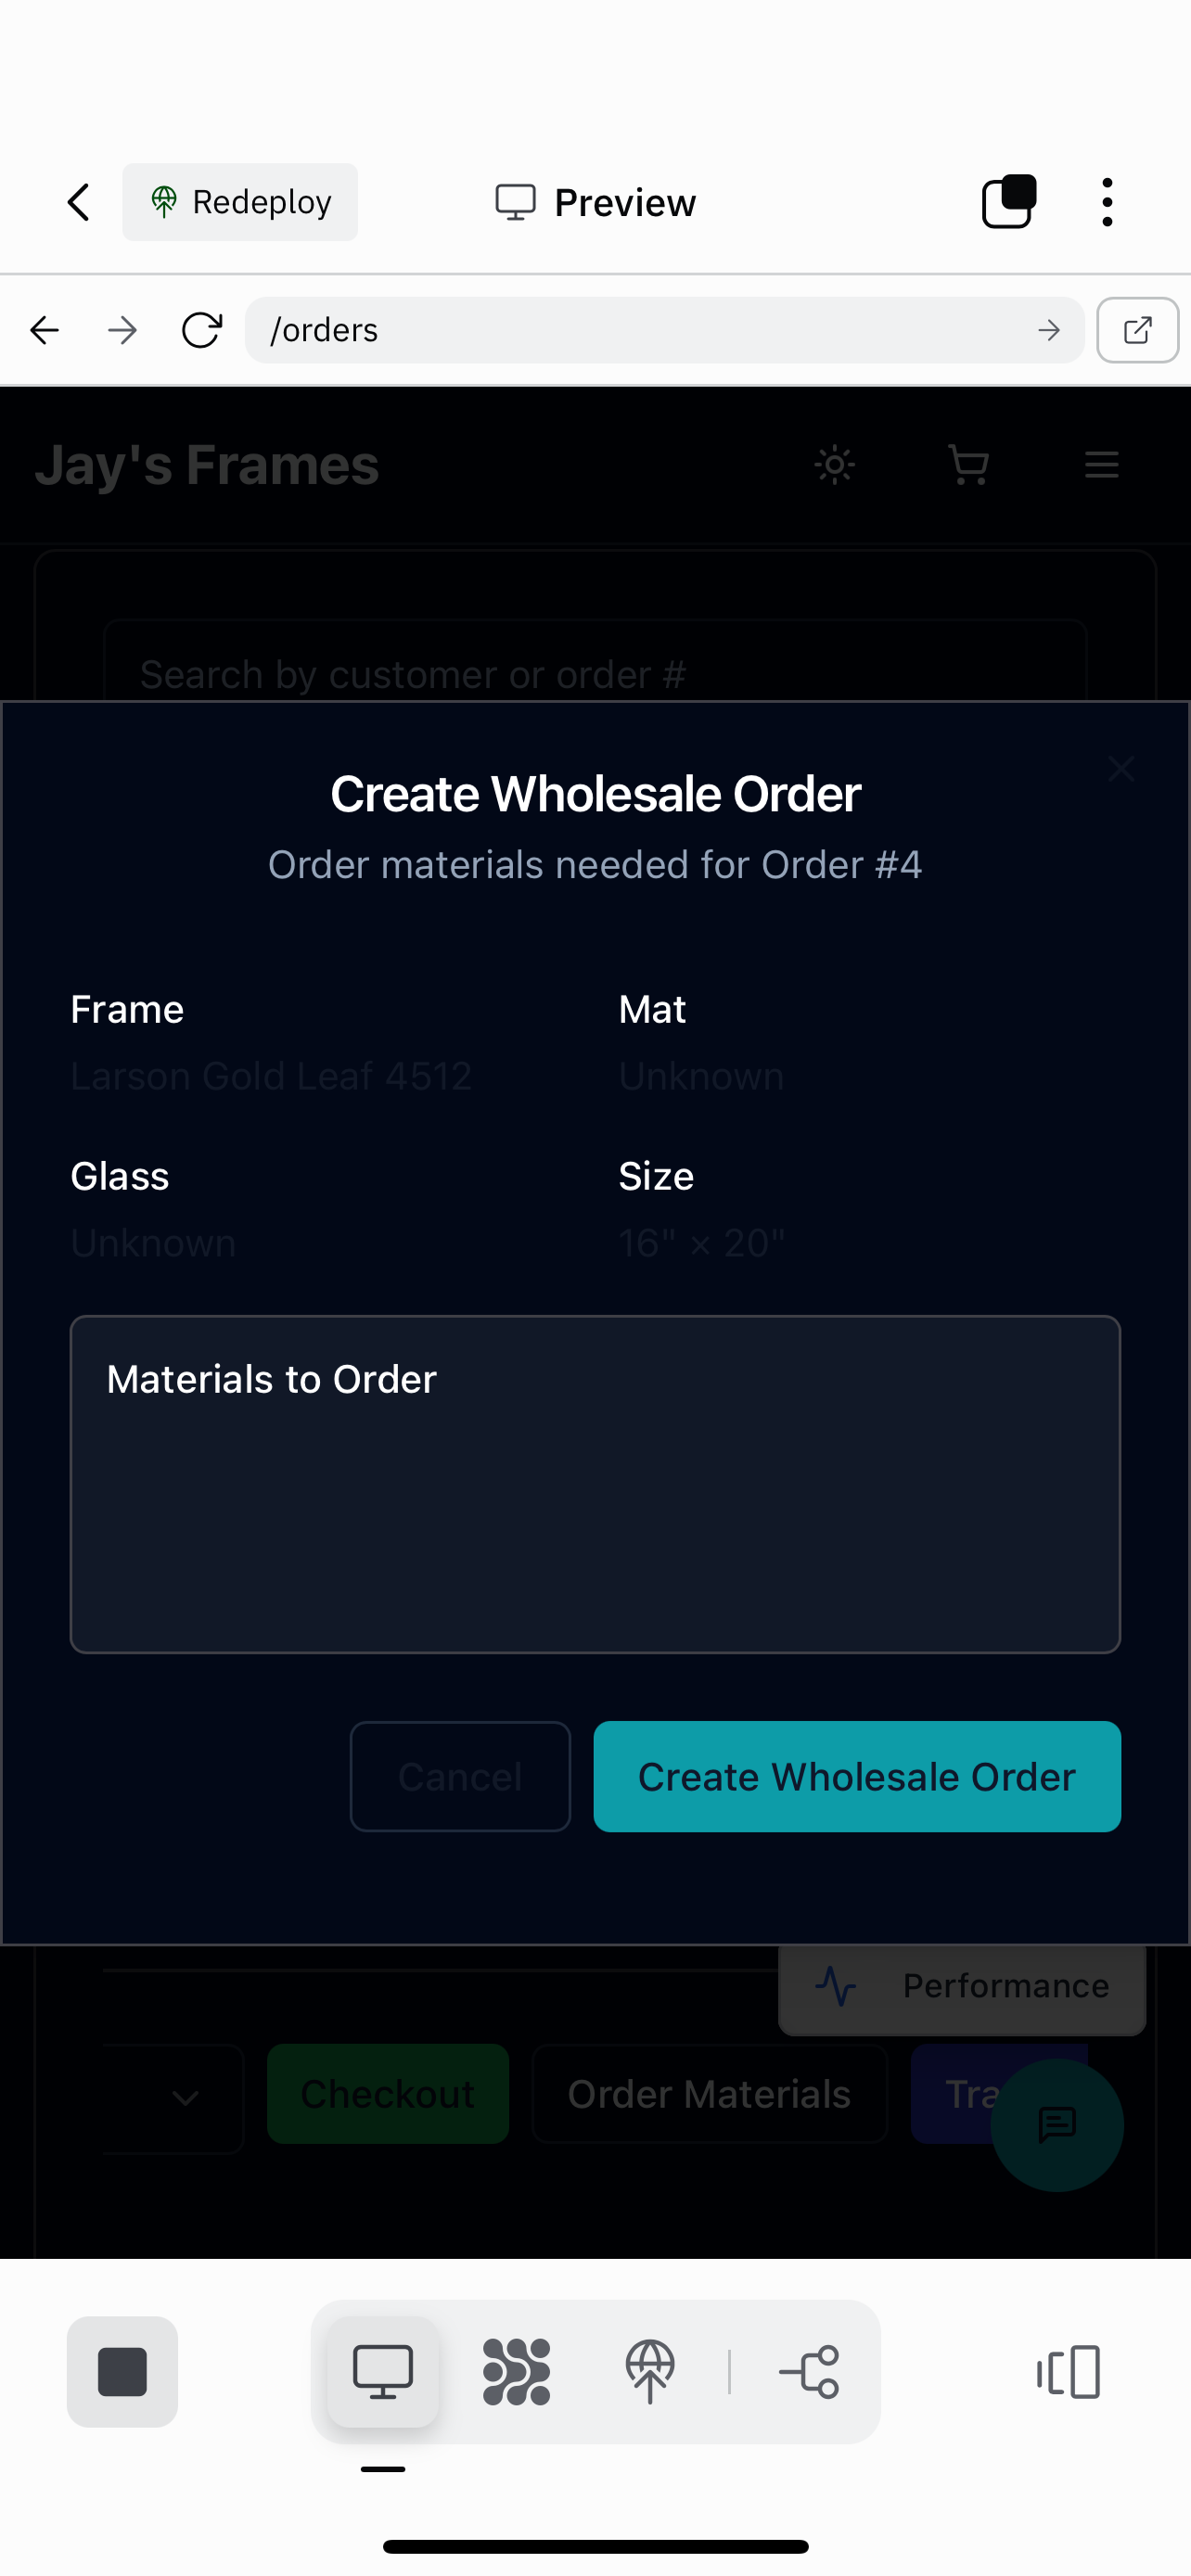 Redeploy
Preview
/orders
Jay's Frames
Search by customer or order #
Create Wholesale Order
Order materials needed for Order #4
Frame
Mat
Larson Gold Leaf 4512
Unknown
Glass
Size
Unknown
16" × 20"
Materials to Order
Cancel
Create Wholesale Order
Performance
Checkout
Order Materials
Tra